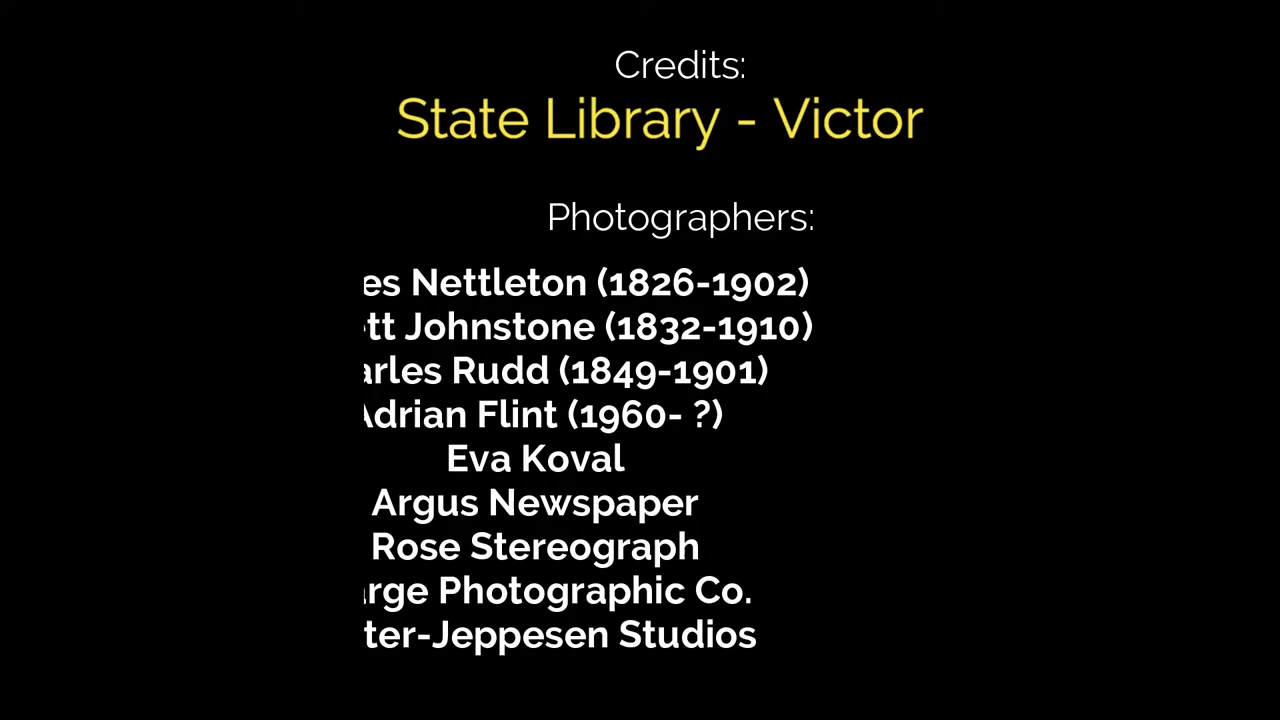 Credits:
State Library - Victor
Photographers:
es Nettleton (1826-1902)
tt Johnstone (1832-1910)
arles Rudd (1849-1901)
Adrian Flint (1960- ?)
Eva Koval
Argus Newspaper
Rose Stereograph
arge Photographic Co.
ter-Jeppesen Studios